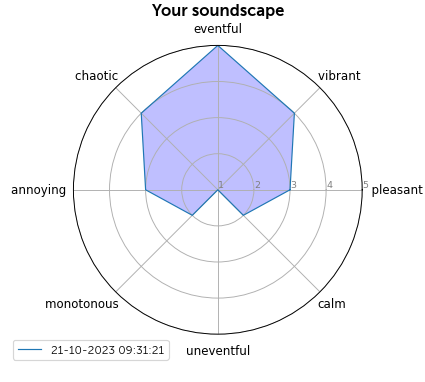 Your soundscape
eventful
chaotic
vibrant
annoying
1 2 3 4 5
pleasant
monotonous
calm
uneventful
21-10-2023 09:31:21